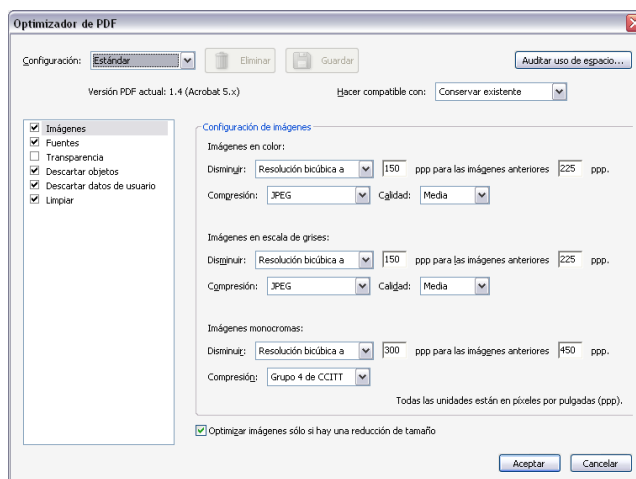 Optimizador de PDF
Configuración: Estándar Eliminar Guardar Auditar uso de espacio...
Versión PDF actual: 1.4 (Acrobat 5.x) Hacer compatible con: Conservar existente
Imágenes
Fuentes
Transparencia
Descartar objetos
Descartar datos de usuario
Limpiar
Configuración de imágenes
Imágenes en color:
Disminuir: Resolución bicúbica a 150 ppp para las imágenes anteriores 225 ppp.
Compresión: JPEG Calidad: Media
Imágenes en escala de grises:
Disminuir: Resolución bicúbica a 150 ppp para las imágenes anteriores 225 ppp.
Compresión: JPEG Calidad: Media
Imágenes monocromas:
Disminuir: Resolución bicúbica a 300 ppp para las imágenes anteriores 450 ppp.
Compresión: Grupo 4 de CCITT
Todas las unidades están en píxeles por pulgadas (ppp).
Optimizar imágenes sólo si hay una reducción de tamaño
Aceptar Cancelar